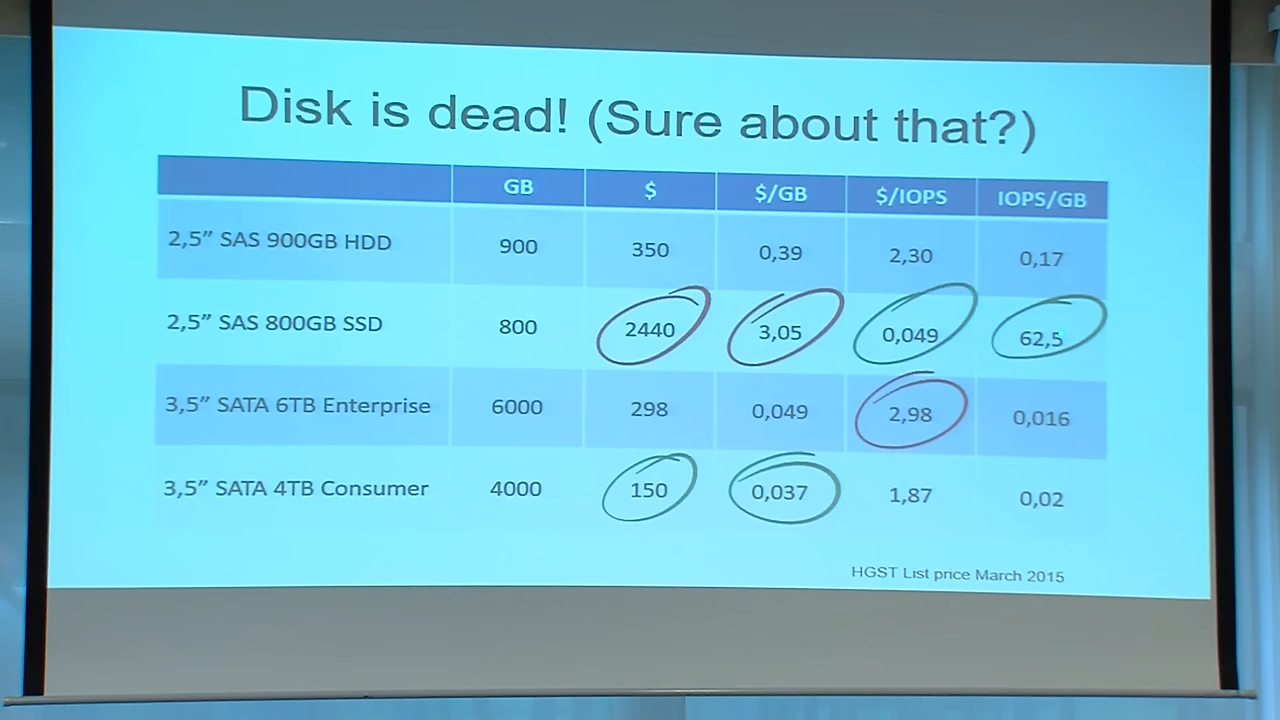 Disk is dead! (Sure about that?)
GB $ $/GB $/IOPS IOPS/GB
2,5” SAS 900GB HDD 900 350 0,39 2,30 0,17
2,5” SAS 800GB SSD 800 2440 3,05 0,049 62,5
3,5” SATA 6TB Enterprise 6000 298 0,049 2,98 0,016
3,5” SATA 4TB Consumer 4000 150 0,037 1,87 0,02
HGST List price March 2015